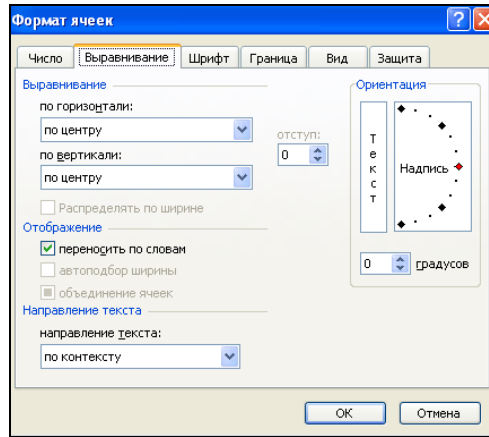 Формат ячеек
Число Выравнивание Шрифт Граница Вид Защита
Выравнивание
по горизонтали:
по центру
отступ:
0
по вертикали:
по центру
Распределять по ширине
Отображение
переносить по словам
автоподбор ширины
объединение ячеек
Направление текста
направление текста:
по контексту
Ориентация
Текст
Надпись
0 градусов
ОК Отмена